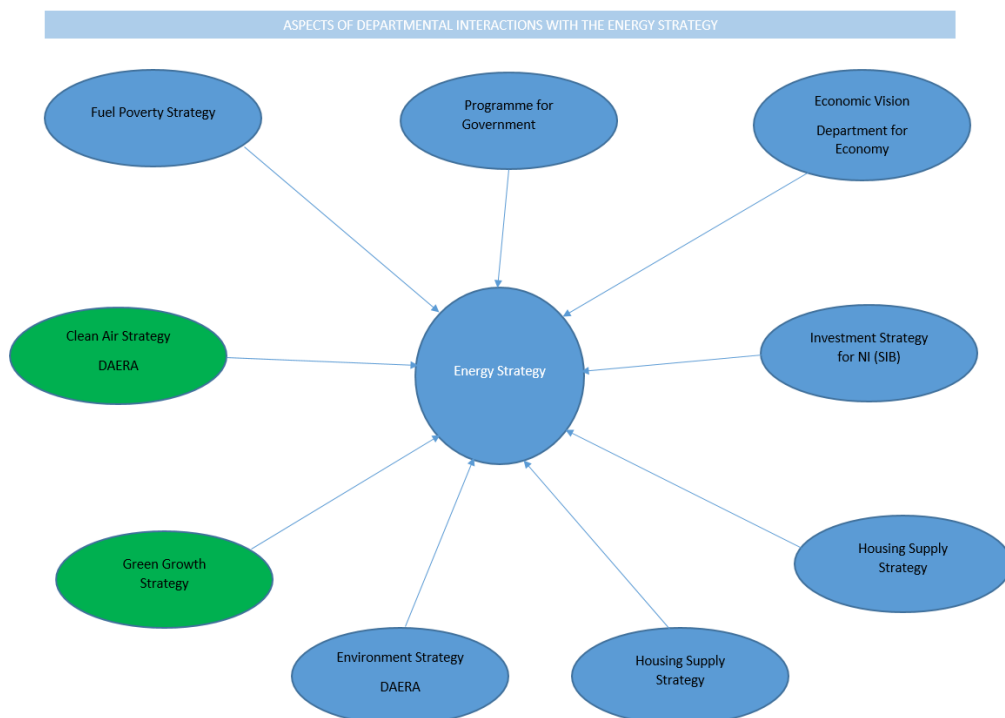 ASPECTS OF DEPARTMENTAL INTERACTIONS WITH THE ENERGY STRATEGY
Fuel Poverty Strategy
Programme for
Government
Economic Vision
Department for
Economy
Clean Air Strategy
DAERA
Energy Strategy
Investment Strategy
for NI (SIB)
Green Growth
Strategy
Housing Supply
Strategy
Environment Strategy
DAERA
Housing Supply
Strategy